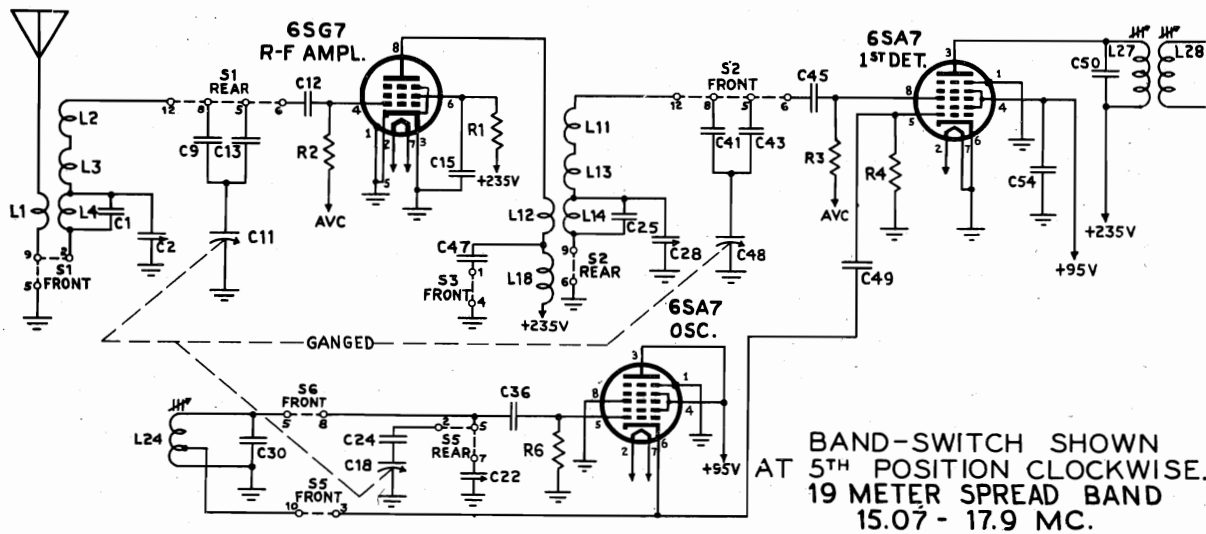 6SG7
R-F AMPL.
8
4
6
1
2
7
3
5
S1
REAR
12
8
5
6
C12
C9
C13
R2
AVC
C15
R1
+235V
L2
L3
L1
L4
C1
C2
C11
9
2
S1
5
FRONT
S2
FRONT
12
8
5
6
C45
C41
C43
L11
L13
L12
L14
C25
C28
C48
C47
1
S3
FRONT
4
L18
+235V
9
S2
REAR
6
R3
AVC
6SA7
1ST DET.
3
1
8
5
4
2
7
6
R4
C54
C49
C50
L27
L28
+235V
+95V
GANGED
6SA7
OSC.
3
1
8
5
4
2
7
6
+95V
S6
FRONT
5
8
L24
C30
C24
C18
2
5
S5
REAR
7
C22
C36
R6
S5
FRONT
10
3
BAND-SWITCH SHOWN
AT 5TH POSITION CLOCKWISE.
19 METER SPREAD BAND
15.07 - 17.9 MC.